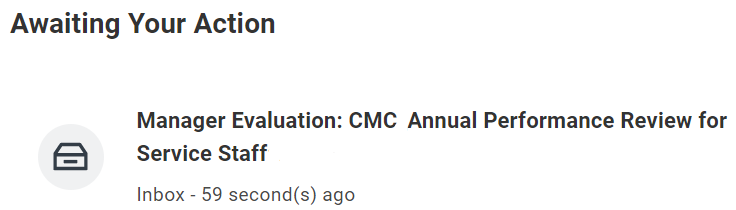 Awaiting Your Action
Manager Evaluation: CMC  Annual Performance Review for
Service Staff
Inbox - 59 second(s) ago